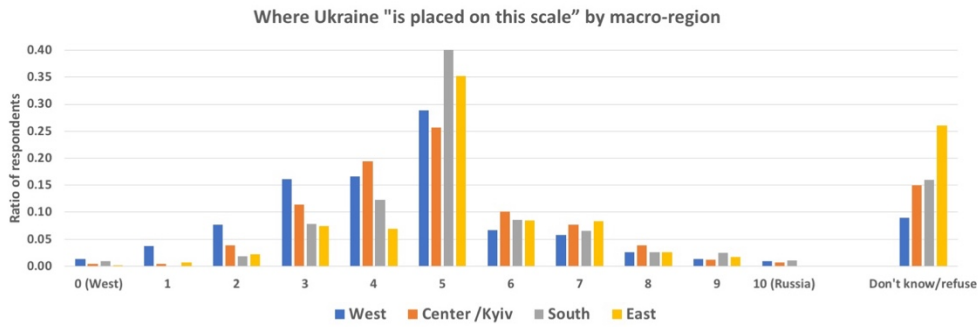 Where Ukraine "is placed on this scale” by macro-region
Ratio of respondents
0.40
0.35
0.30
0.25
0.20
0.15
0.10
0.05
0.00
0 (West) 1 2 3 4 5 6 7 8 9 10 (Russia) Don't know/refuse
West Center /Kyiv South East